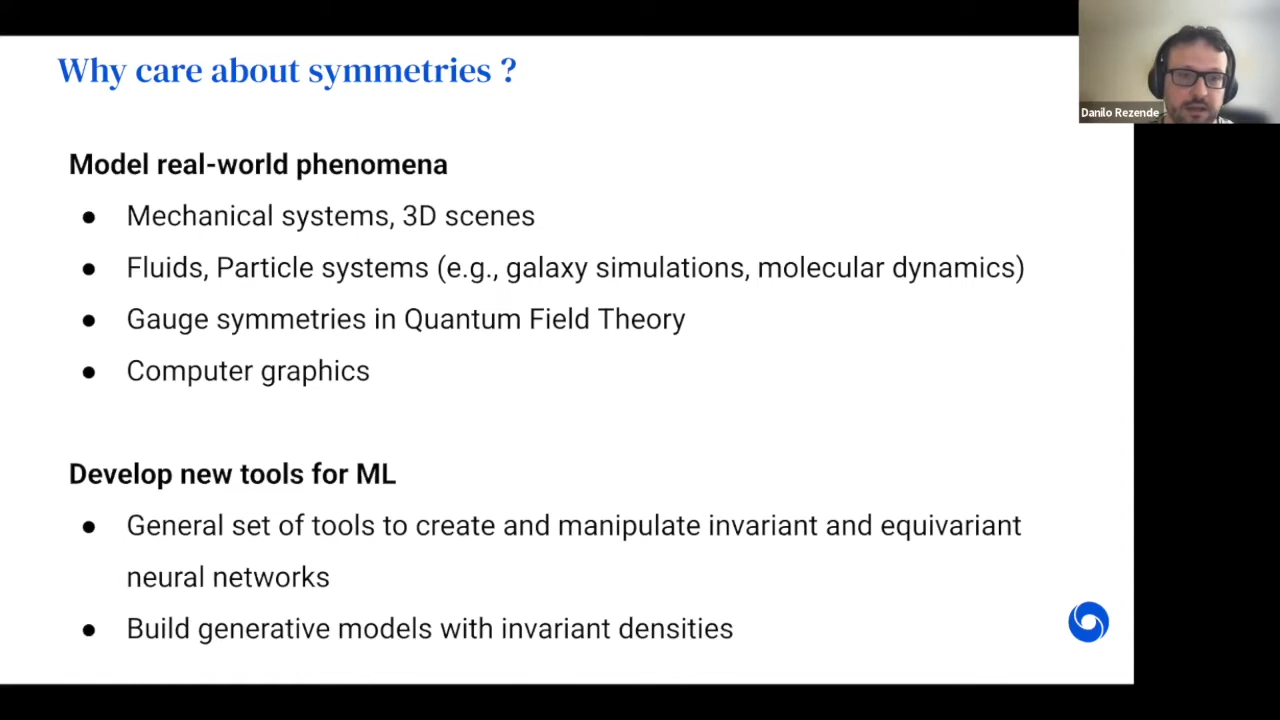 Why care about symmetries ?
Danilo Rezende
Model real-world phenomena
● Mechanical systems, 3D scenes
● Fluids, Particle systems (e.g., galaxy simulations, molecular dynamics)
● Gauge symmetries in Quantum Field Theory
● Computer graphics
Develop new tools for ML
● General set of tools to create and manipulate invariant and equivariant
neural networks
● Build generative models with invariant densities